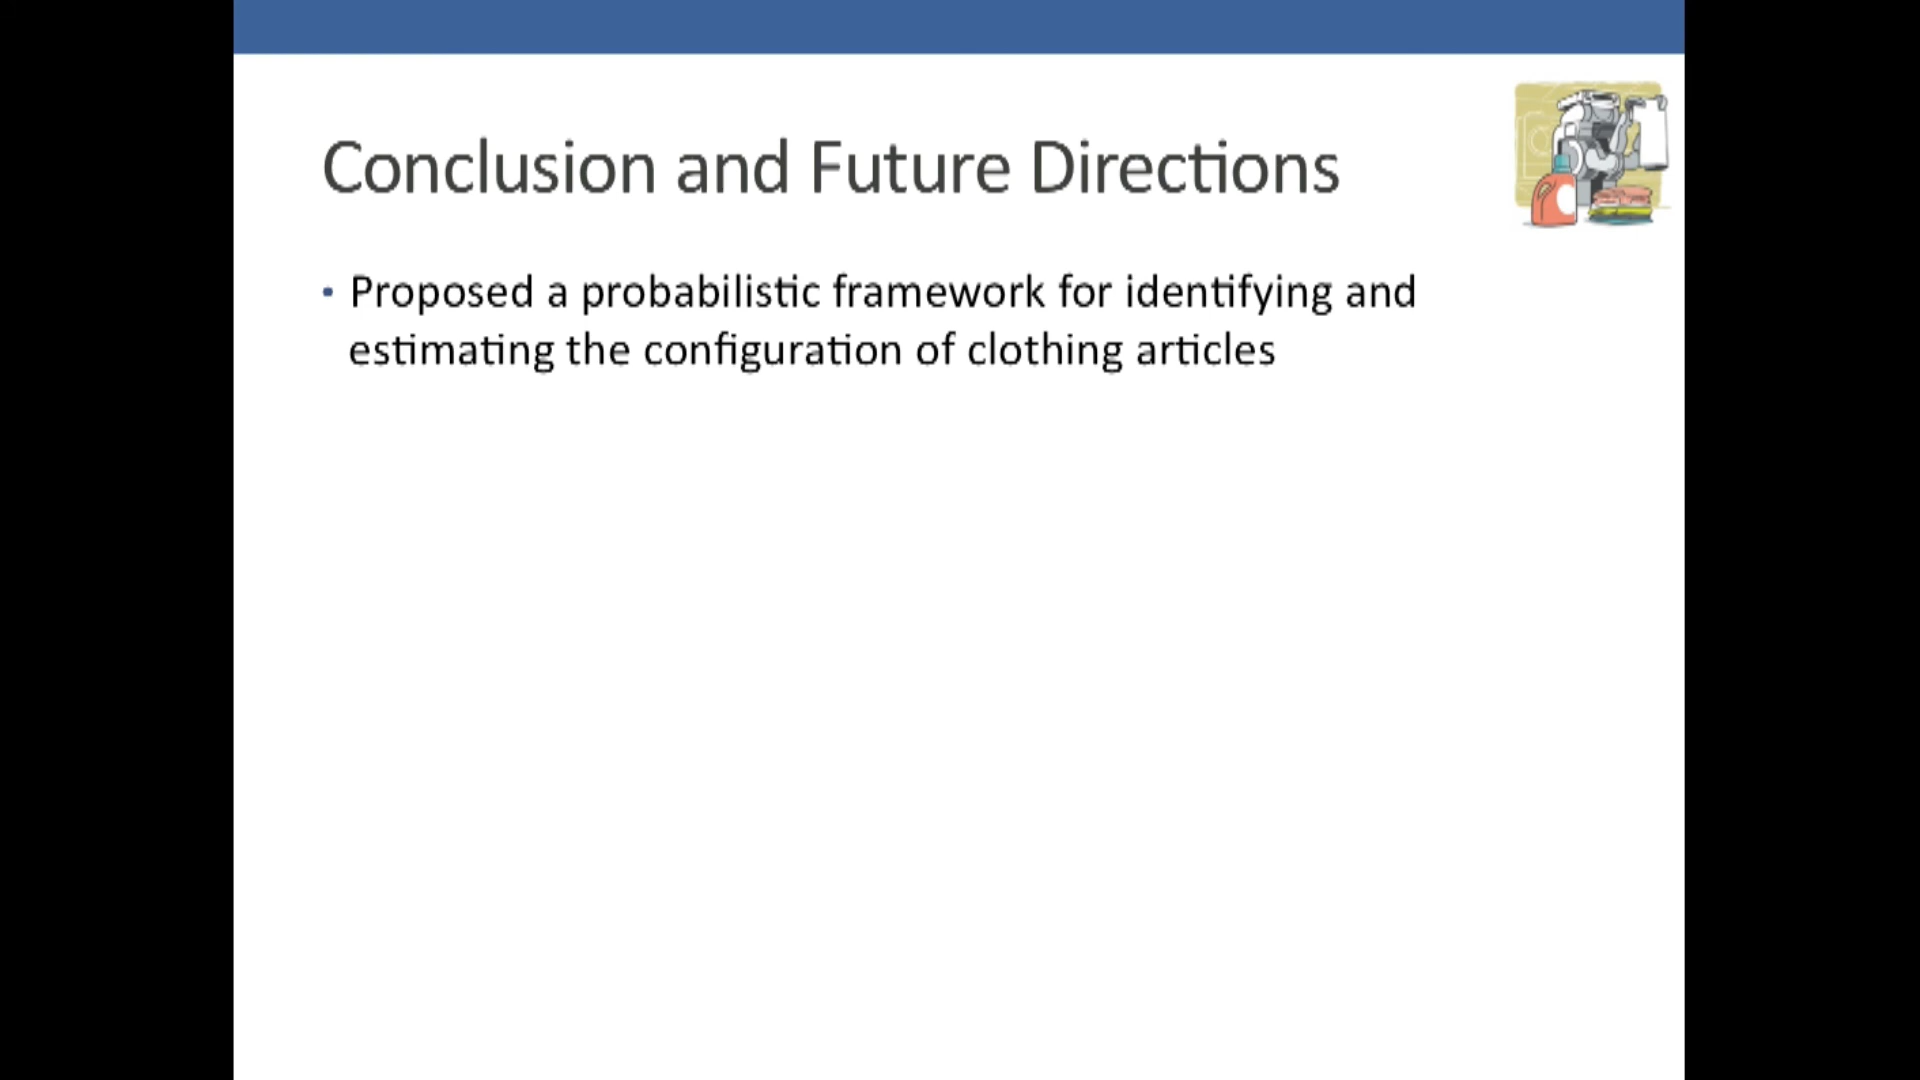 Conclusion and Future Directions
• Proposed a probabilistic framework for identifying and
estimating the configuration of clothing articles